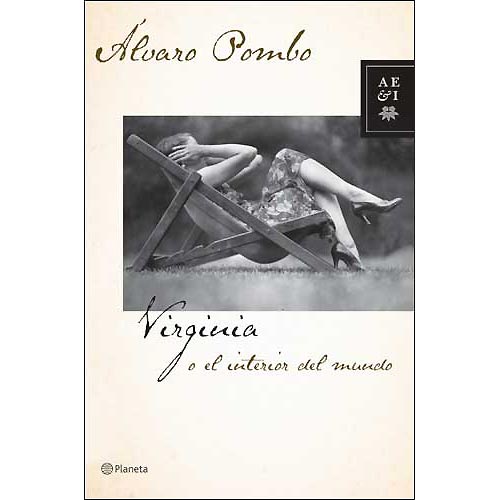 Álvaro Pombo
AE
&I
Virginia
o el interior del mundo
Planeta